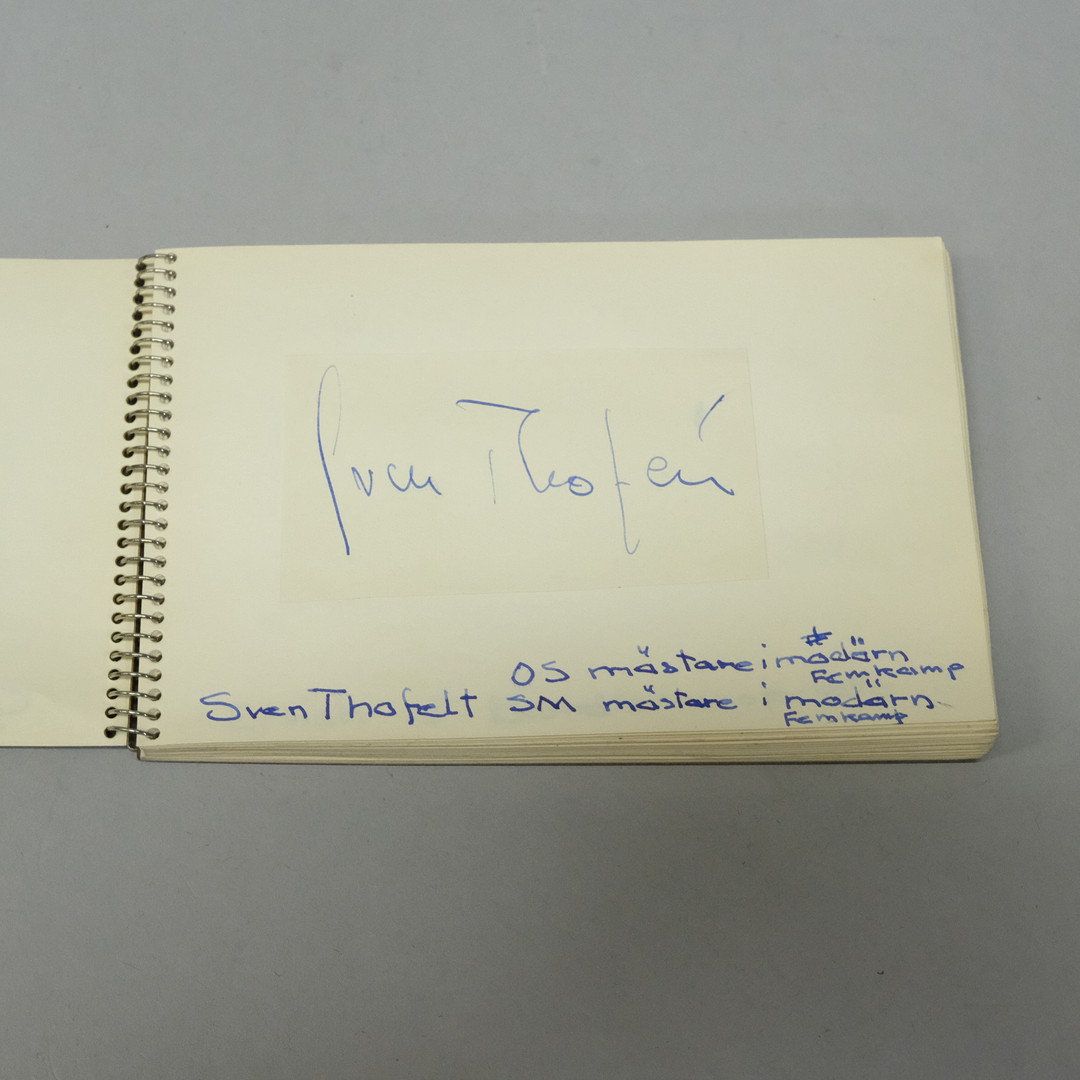 Sven Thofelt
OS mästare i modärn
Femkamp
Sven Thofelt SM mästare i modärn
Femkamp